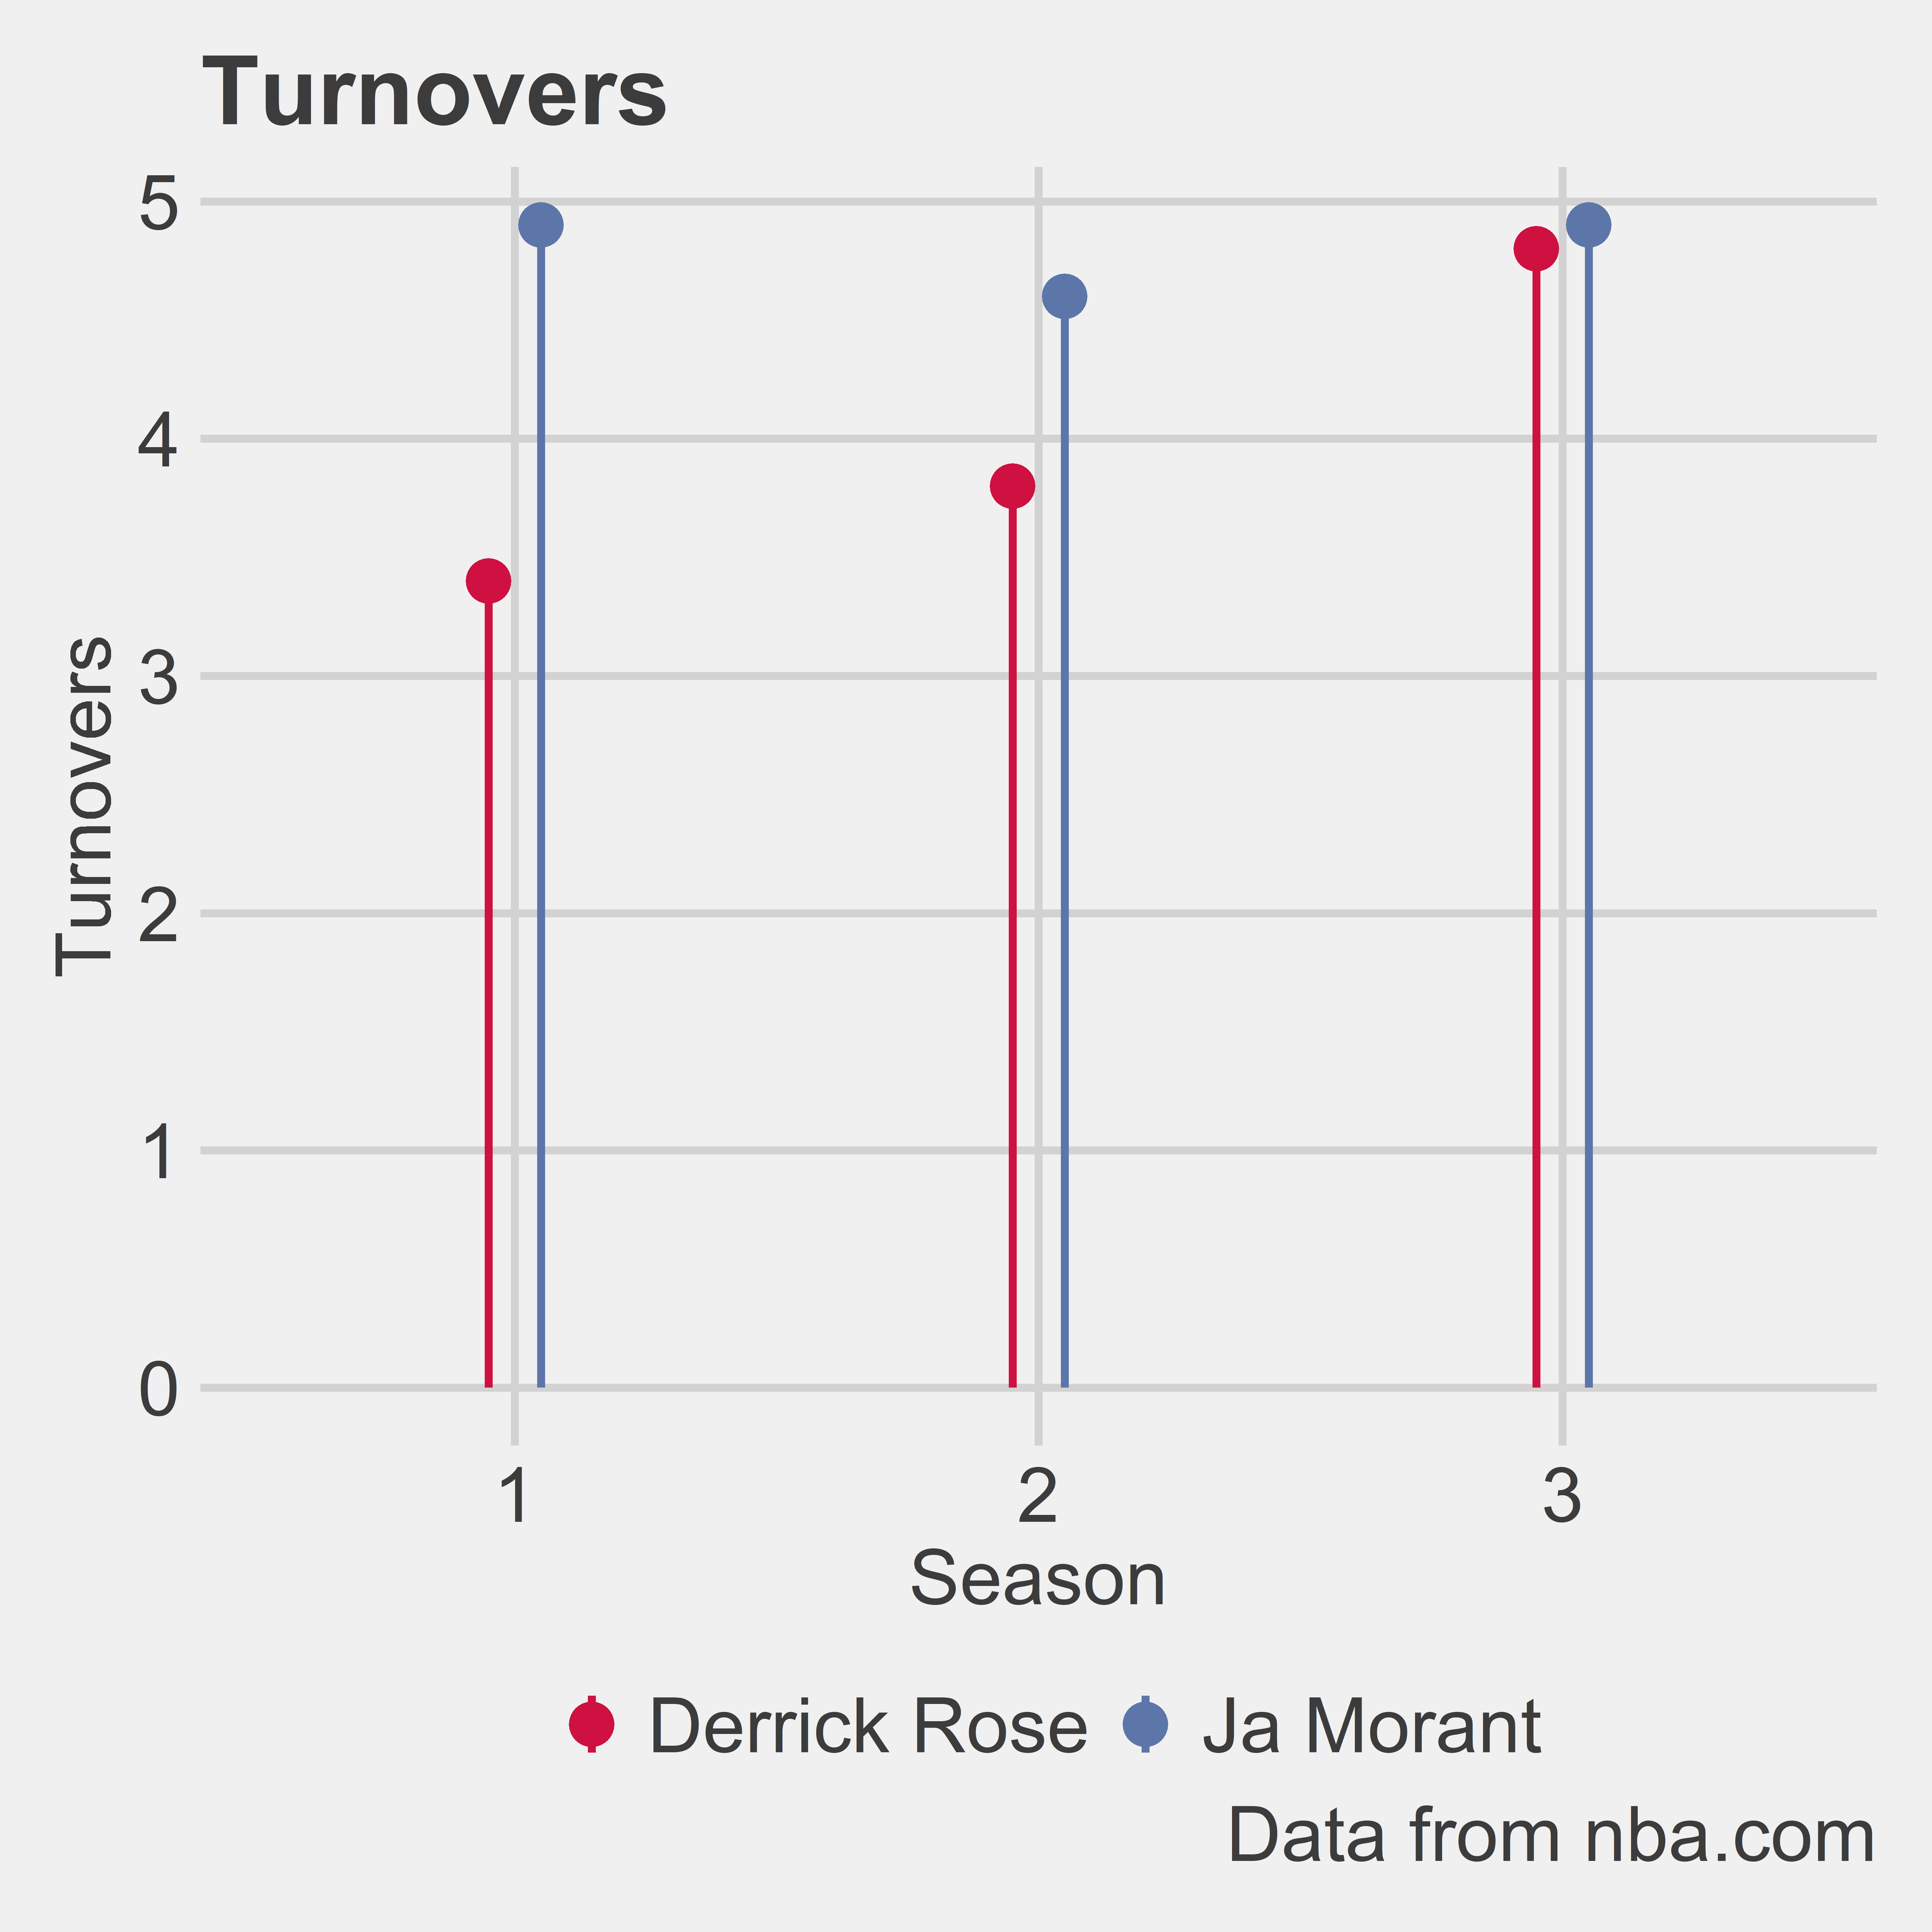 Turnovers
5
4
3
2
1
0
Turnovers
1 2 3
Season
Derrick Rose Ja Morant
Data from nba.com